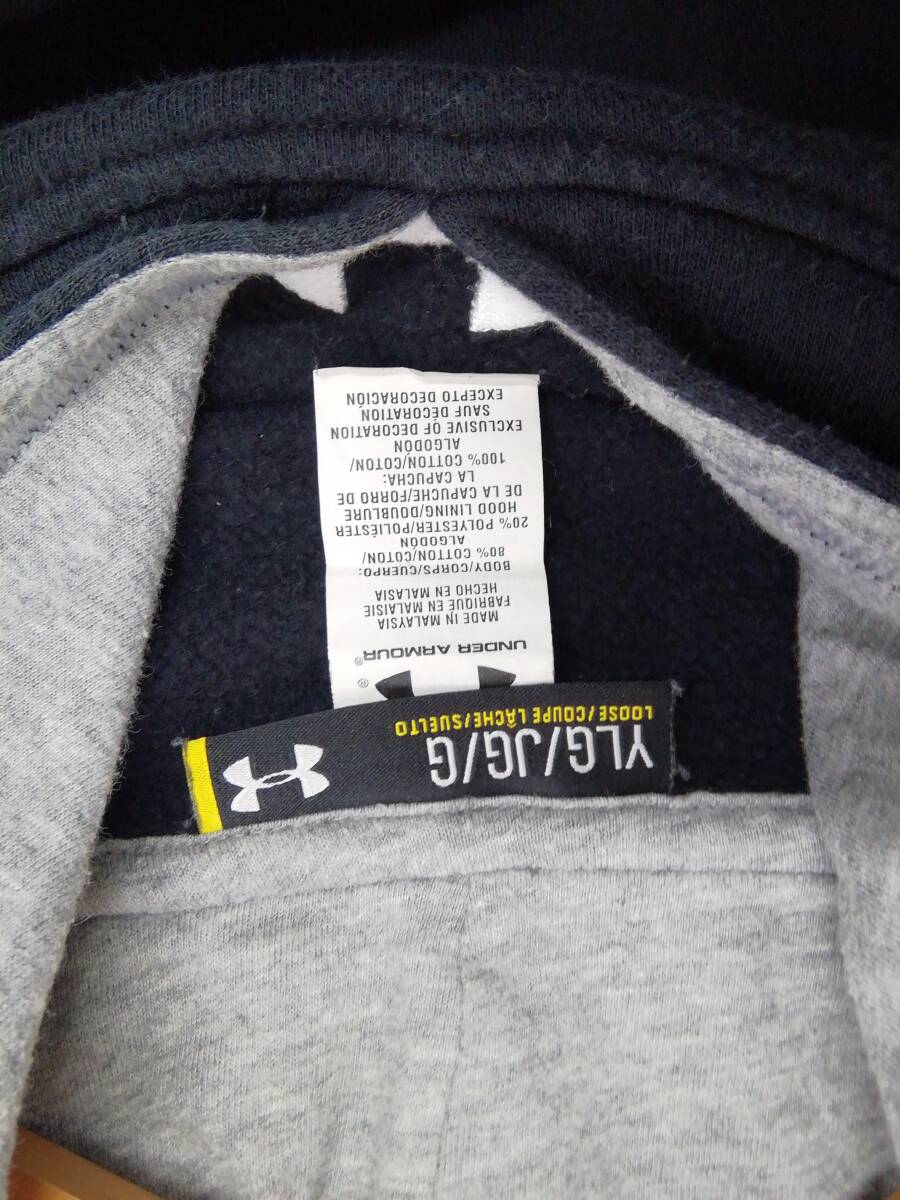 YLG/JG/G
LOOSE/COUPE LÂCHE/SUELTO
UNDER ARMOUR®
®
MADE IN MALAYSIA
FABRIQUE EN MALAISIE
HECHO EN MALASIA
BODY/CORPS/CUERPO:
80% COTTON/COTON/
ALGODÓN
20% POLYESTER/POLIÉSTER
HOOD LINING/DOUBLURE
DE LA CAPUCHE/FORRO DE
LA CAPUCHA:
100% COTTON/COTON/
ALGODÓN
EXCLUSIVE OF DECORATION
SAUF DÉCORATION
EXCEPTO DECORACIÓN